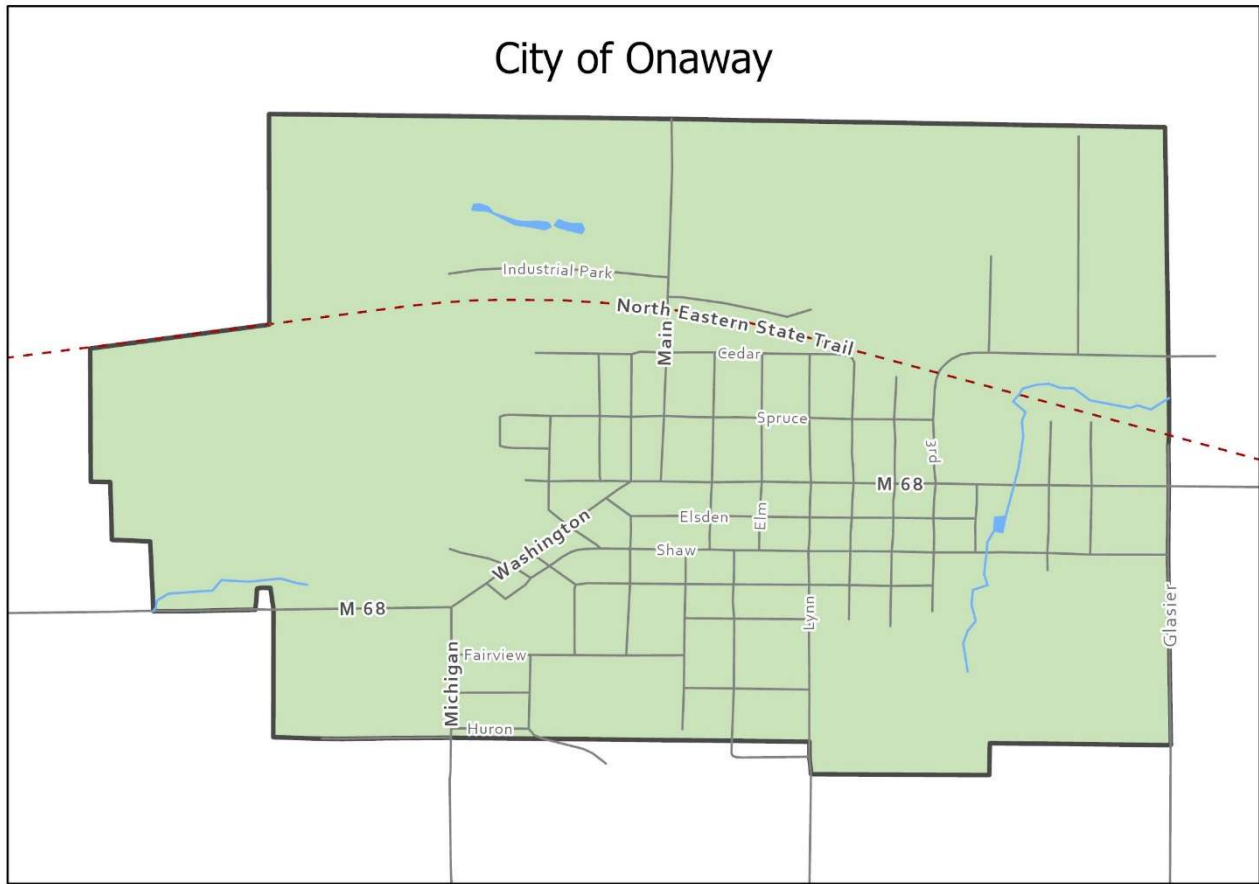 City of Onaway
Industrial Park
North Eastern State Trail
Main
Cedar
Spruce
3rd
M 68
Elsden
Elm
Washington
Shaw
M 68
Lynn
Glasier
Fairview
Michigan
Huron